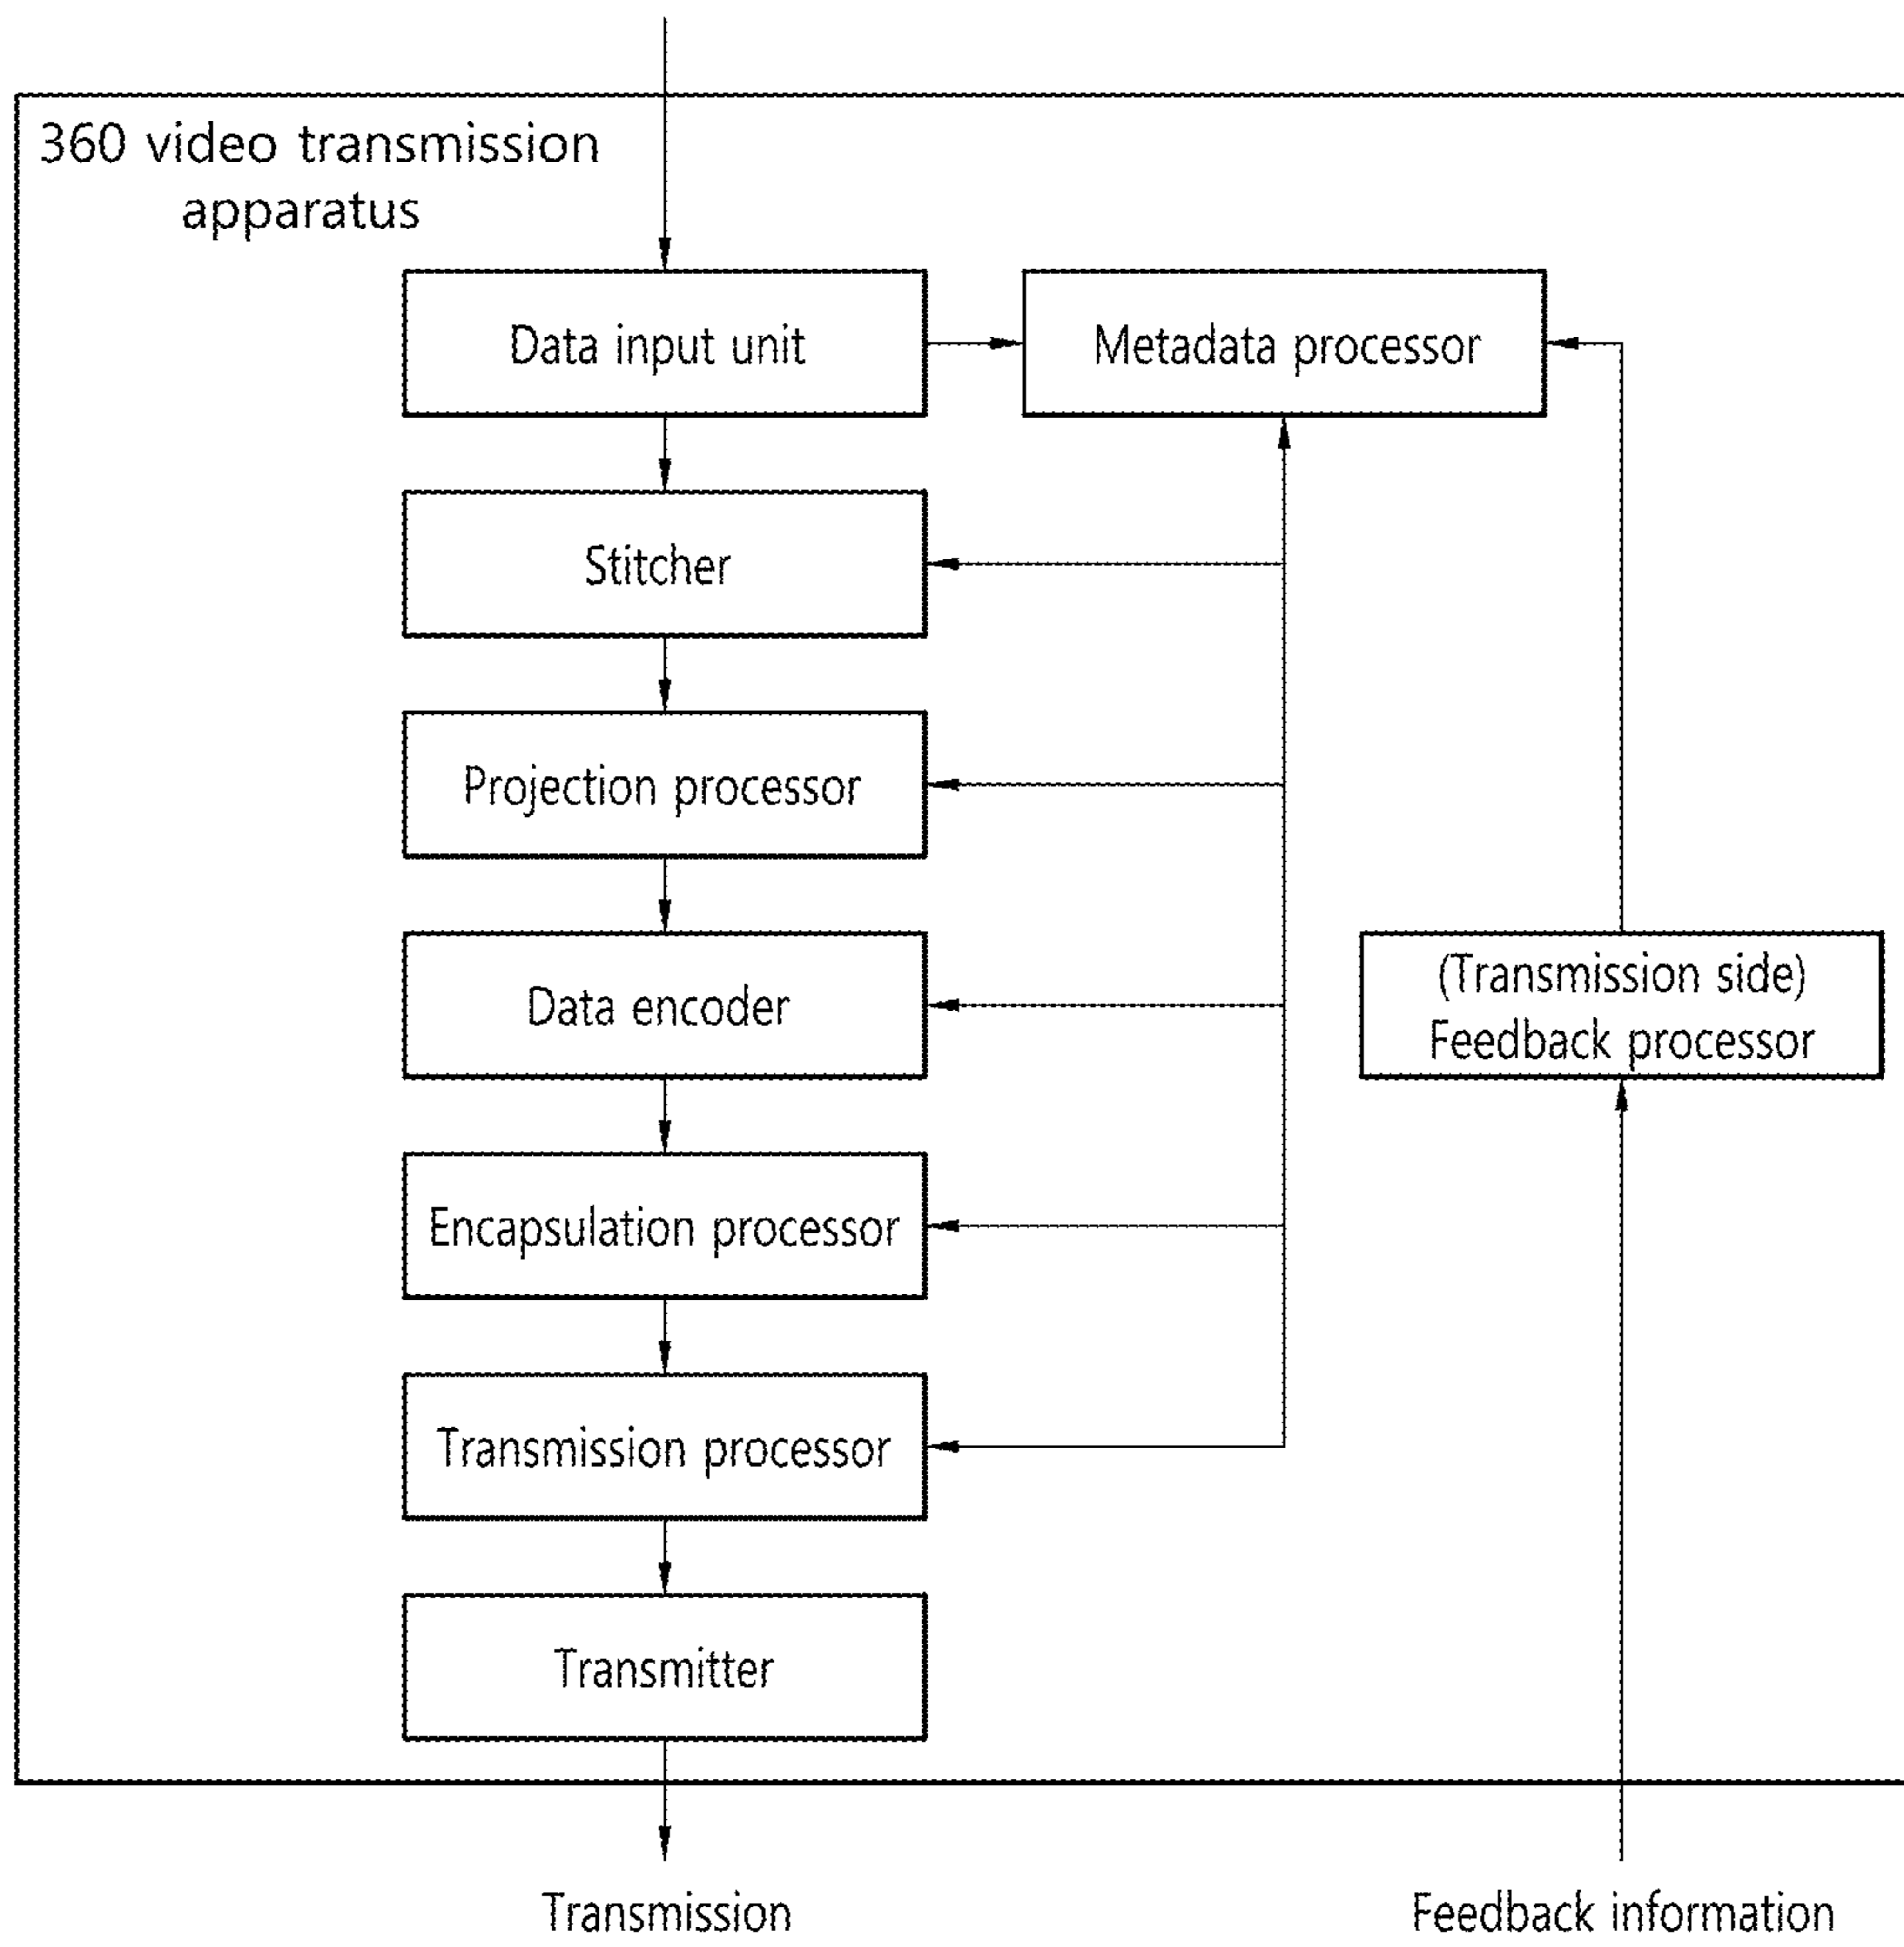 360 video transmission
apparatus
Data input unit
Metadata processor
Stitcher
Projection processor
Data encoder
(Transmission side)
Feedback processor
Encapsulation processor
Transmission processor
Transmitter
Transmission
Feedback information